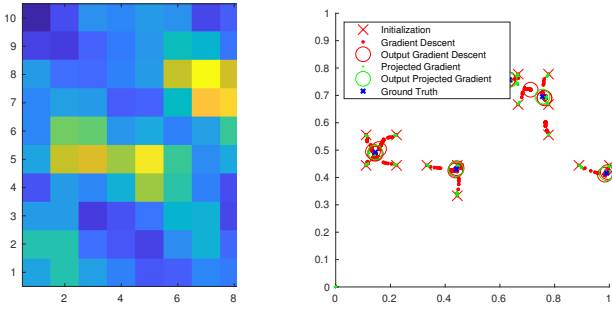 10
9
8
7
6
5
4
3
2
1
2 4 6 8
1
0.9
0.8
0.7
0.6
0.5
0.4
0.3
0.2
0.1
0
0 0.2 0.4 0.6 0.8 1
Initialization
Gradient Descent
Output Gradient Descent
Projected Gradient
Output Projected Gradient
Ground Truth